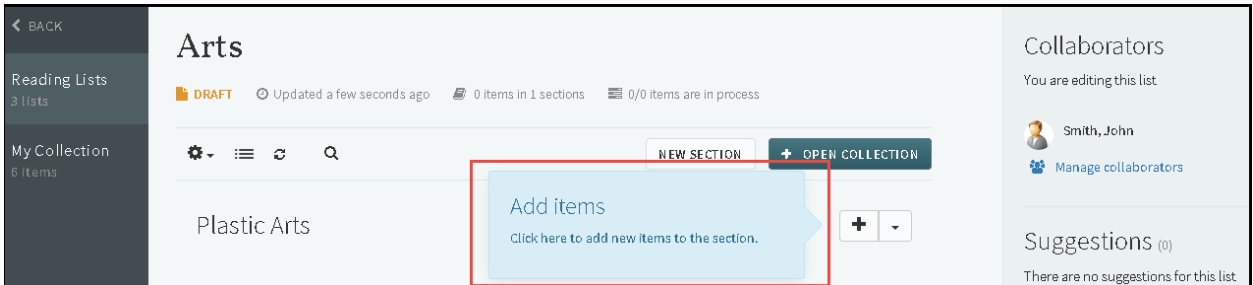 BACK
Reading Lists
3 lists
My Collection
6 items
Arts
DRAFT Updated a few seconds ago 0 items in 1 sections 0/0 items are in process
NEW SECTION + OPEN COLLECTION
Plastic Arts
Add items
Click here to add new items to the section.
Collaborators
You are editing this list
Smith, John
Manage collaborators
Suggestions (0)
There are no suggestions for this list